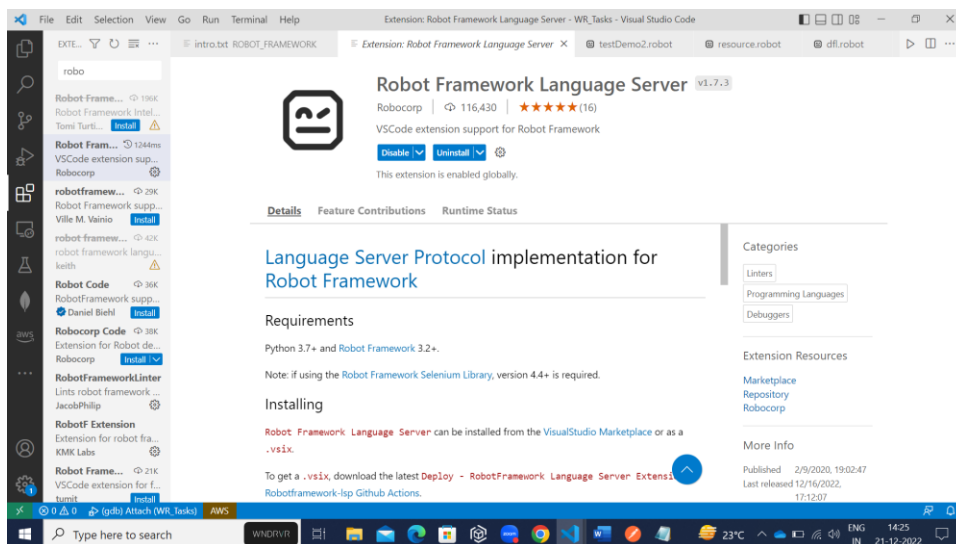 File Edit Selection View Go Run Terminal Help
Extension: Robot Framework Language Server - WR_Tasks - Visual Studio Code
EXTE...
intro.txt ROBOT_FRAMEWORK
Extension: Robot Framework Language Server
testDemo2.robot
resource.robot
dfl.robot
robo
Robot Frame... 196K
Robot Framework Intel...
Tomi Turti... Install
Robot Fram... 1244ms
VSCode extension sup...
Robocorp
robotframew... 29K
Robot Framework supp...
Ville M. Vainio Install
robot framew... 42K
robot framework langu...
keith
Robot Code 36K
RobotFramework supp...
Daniel Biehl Install
Robocorp Code 38K
Extension for Robot de...
Robocorp Install
RobotFrameworkLinter
Lints robot framework ...
JacobPhilip
RobotF Extension
Extension for robot fra...
KMK Labs
Robot Frame... 21K
VSCode extension for f...
tumit Install
aws
1
Robot Framework Language Server v1.7.3
Robocorp 116,430 (16)
VSCode extension support for Robot Framework
Disable Uninstall
This extension is enabled globally.
Details Feature Contributions Runtime Status
Language Server Protocol implementation for
Robot Framework
Requirements
Python 3.7+ and Robot Framework 3.2+.
Note: if using the Robot Framework Selenium Library, version 4.4+ is required.
Installing
Robot Framework Language Server can be installed from the VisualStudio Marketplace or as a
.vsix.
To get a .vsix, download the latest Deploy - RobotFramework Language Server Extensi
Robotframework-lsp Github Actions.
Categories
Linters
Programming Languages
Debuggers
Extension Resources
Marketplace
Repository
Robocorp
More Info
Published 2/9/2020, 19:02:47
Last released 12/16/2022,
17:12:07
0 0 (gdb) Attach (WR_Tasks) AWS
Type here to search
WNDRVR
23°C
ENG
IN
14:25
21-12-2022